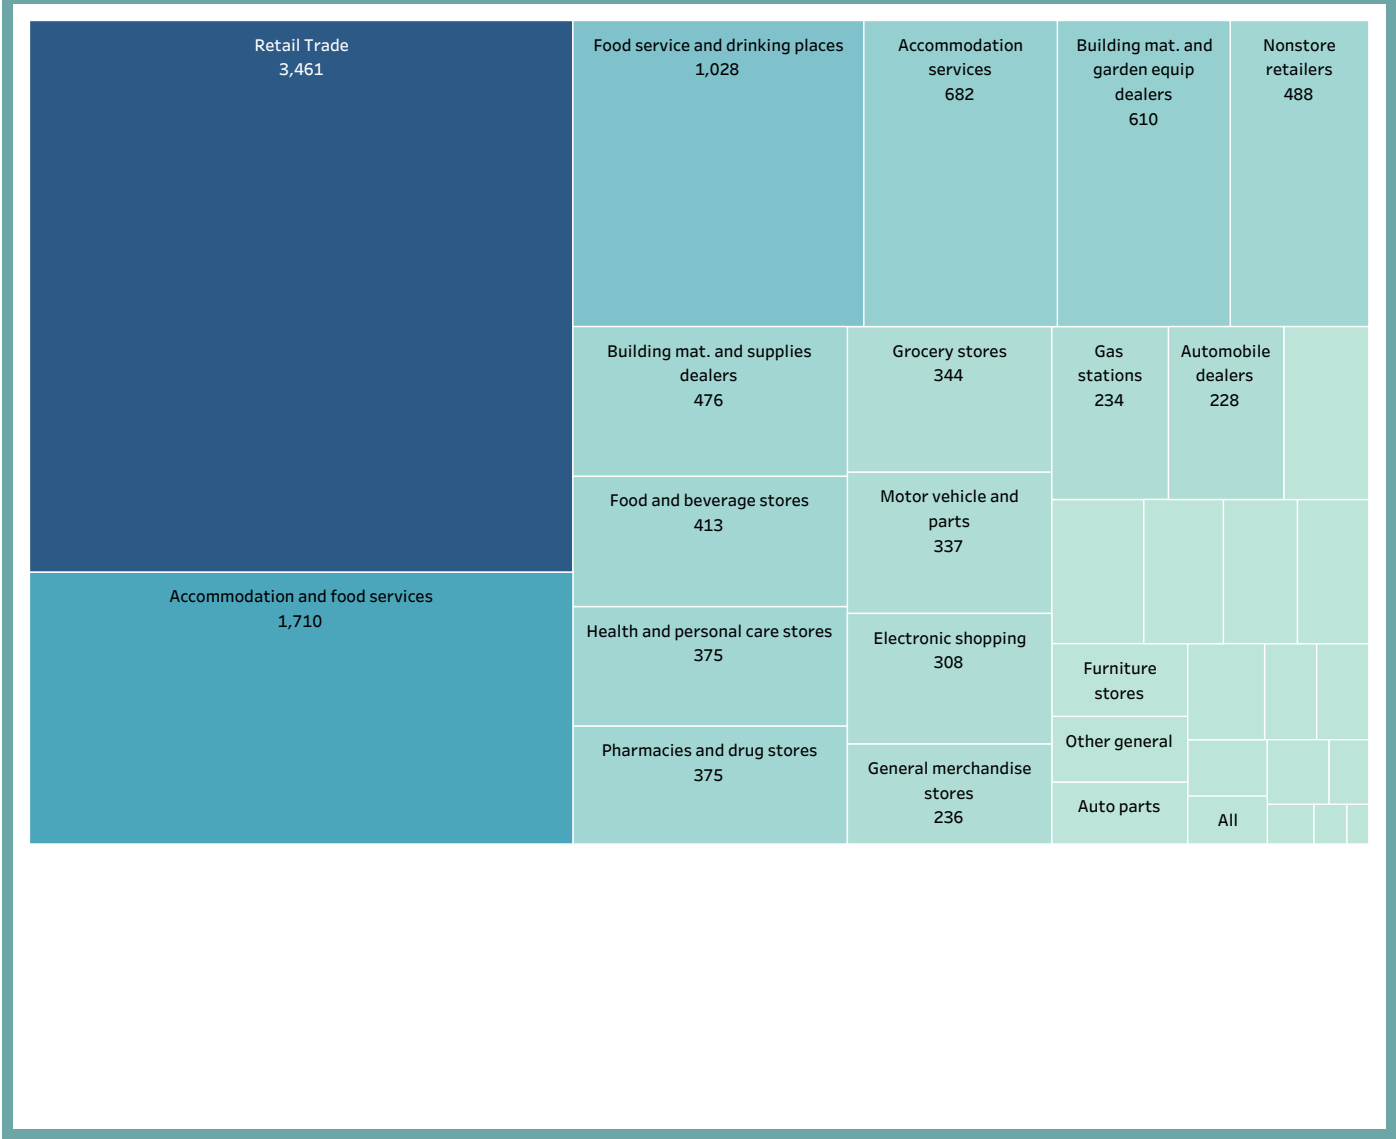 Retail Trade
3,461
Accommodation and food services
1,710
Food service and drinking places
1,028
Accommodation
services
682
Building mat. and
garden equip
dealers
610
Nonstore
retailers
488
Building mat. and supplies
dealers
476
Food and beverage stores
413
Health and personal care stores
375
Pharmacies and drug stores
375
Grocery stores
344
Motor vehicle and
parts
337
Electronic shopping
308
General merchandise
stores
236
Gas
stations
234
Automobile
dealers
228
Furniture
stores
Other general
Auto parts
All